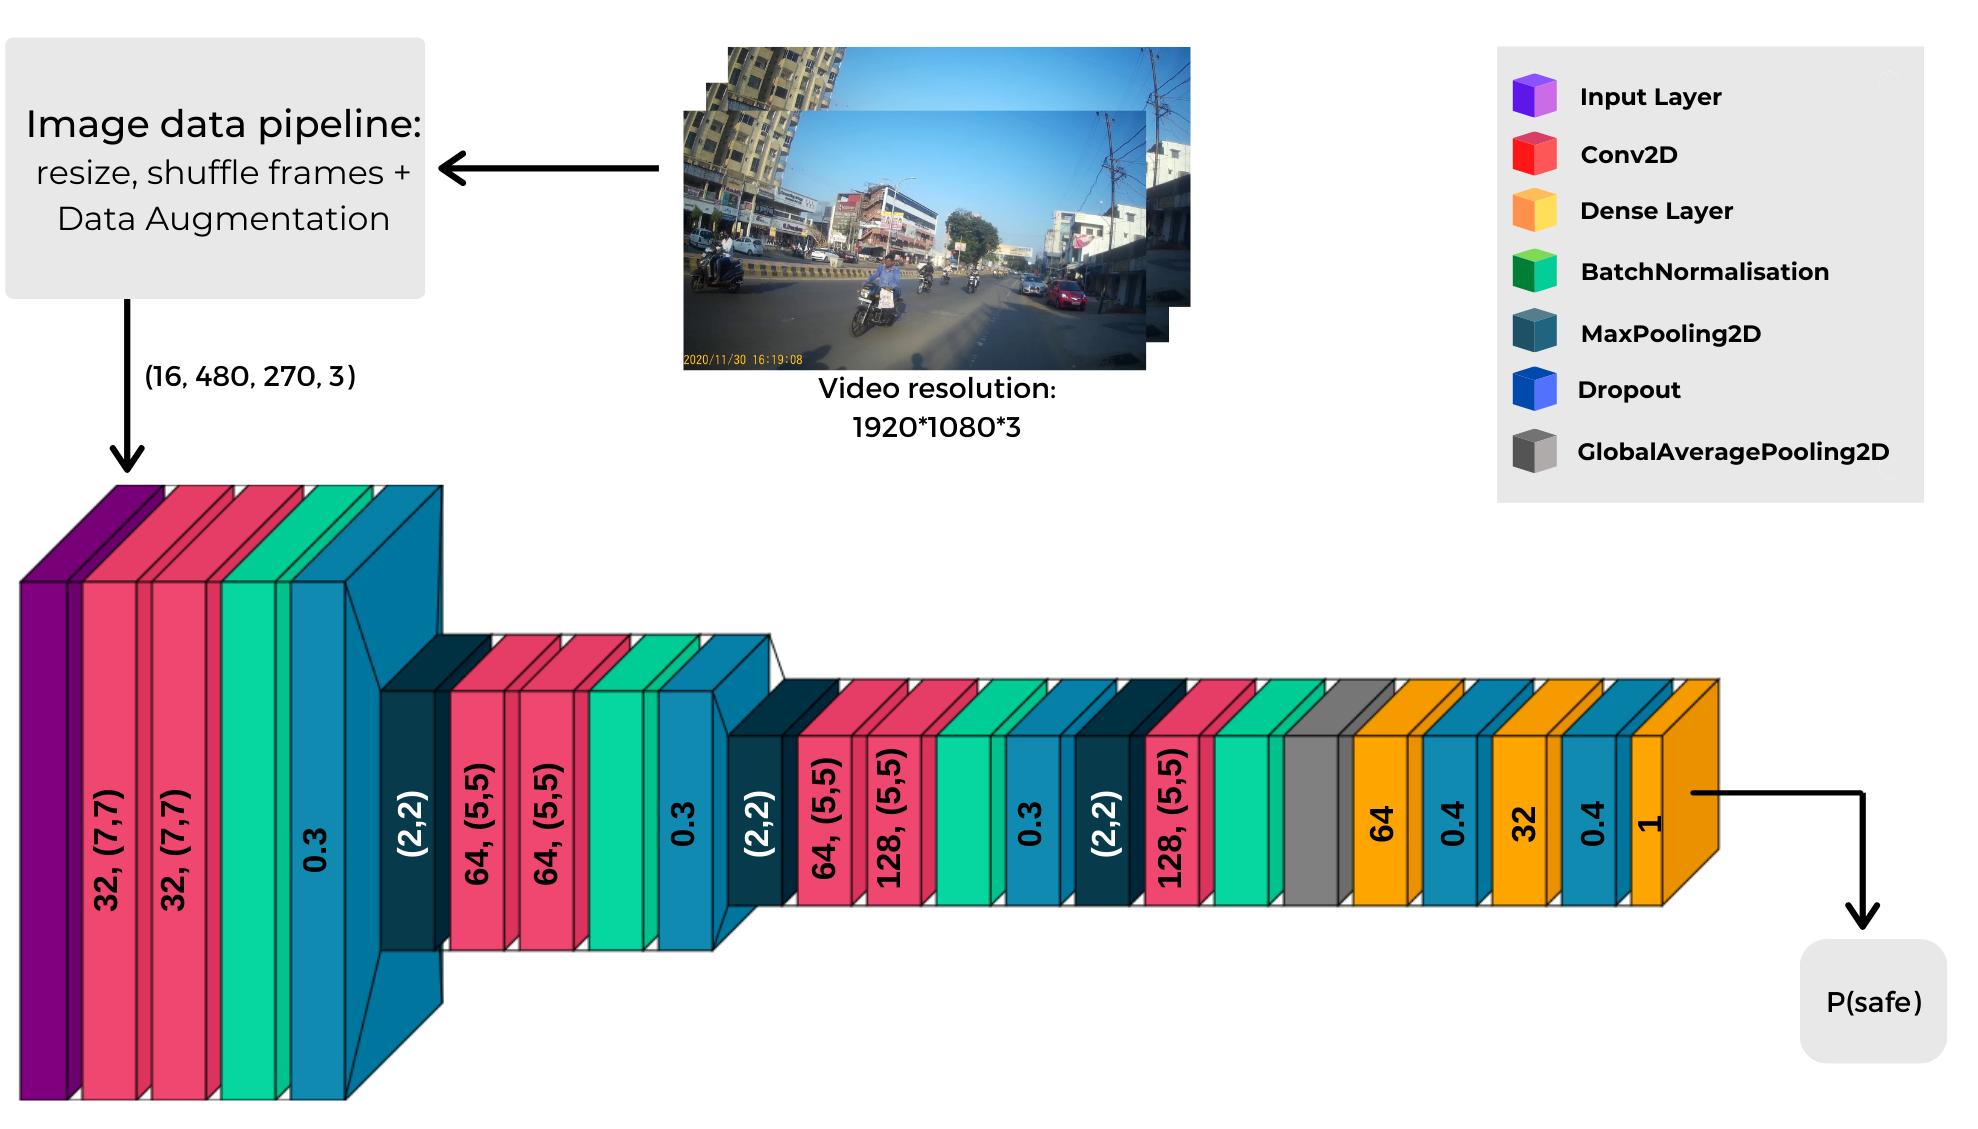 Image data pipeline:
resize, shuffle frames +
Data Augmentation
2020/11/30 16:19:08
Video resolution:
1920*1080*3
Input Layer
Conv2D
Dense Layer
BatchNormalisation
MaxPooling2D
Dropout
GlobalAveragePooling2D
(16, 480, 270, 3)
32, (7,7)
32, (7,7)
0.3
(2,2)
64, (5,5)
64, (5,5)
0.3
(2,2)
64, (5,5)
128, (5,5)
0.3
(2,2)
128, (5,5)
64
0.4
32
0.4
1
P(safe)